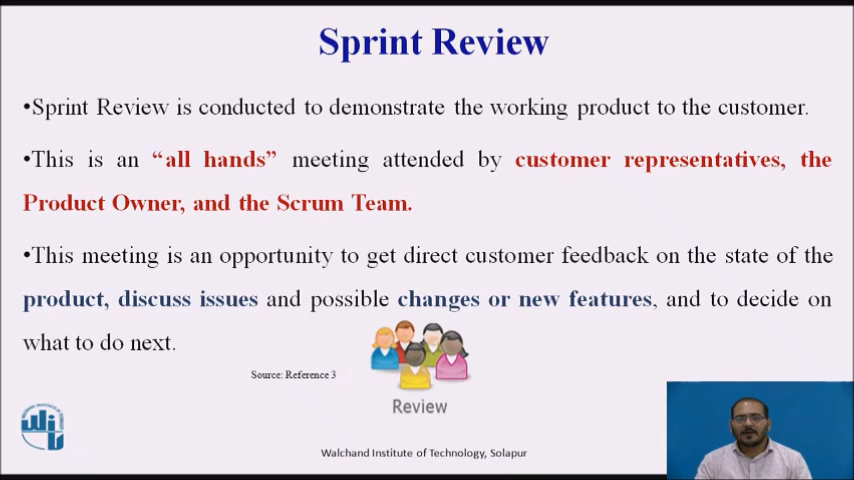 Sprint Review
•Sprint Review is conducted to demonstrate the working product to the customer.
•This is an “all hands” meeting attended by customer representatives, the
Product Owner, and the Scrum Team.
•This meeting is an opportunity to get direct customer feedback on the state of the
product, discuss issues and possible changes or new features, and to decide on
what to do next.
Source: Reference 3
Review
Walchand Institute of Technology, Solapur